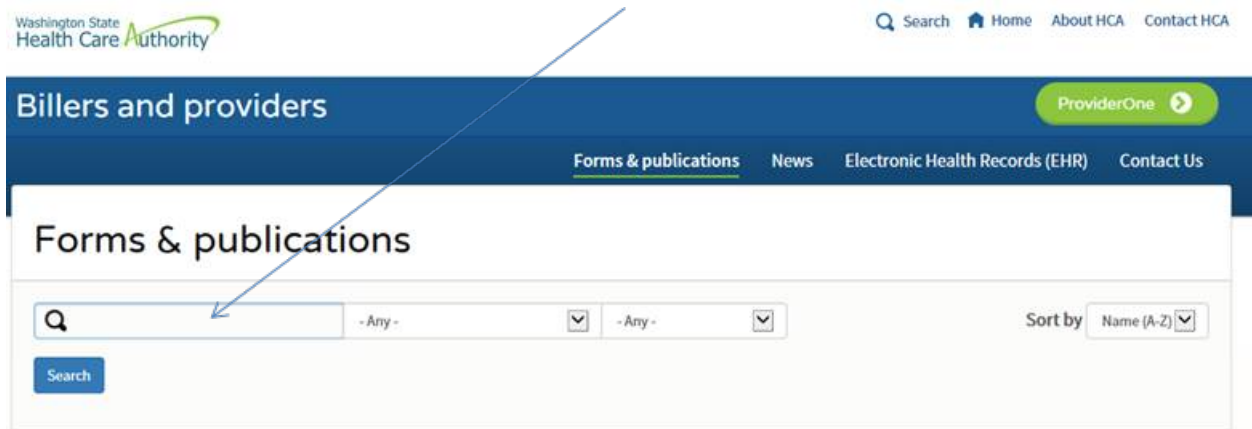 Washington State
Health Care Authority
Search Home About HCA Contact HCA
Billers and providers
ProviderOne
Forms & publications News Electronic Health Records (EHR) Contact Us
Forms & publications
- Any - - Any - Sort by Name (A-Z)
Search